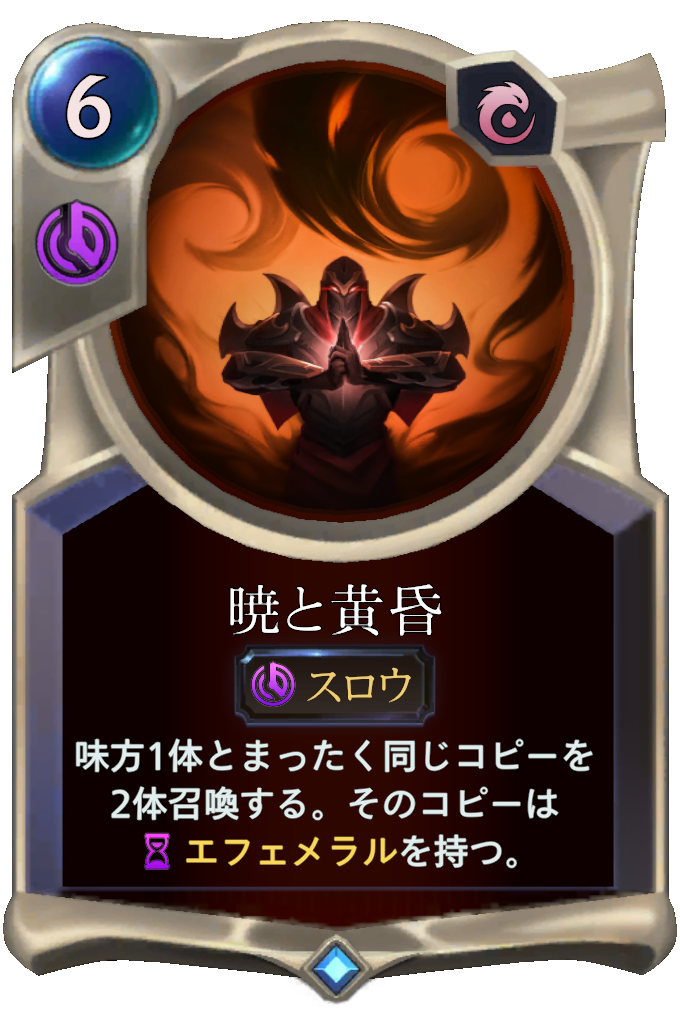 6
暁と黄昏
スロウ
味方1体とまったく同じコピーを
2体召喚する。そのコピーは
エフェメラルを持つ。